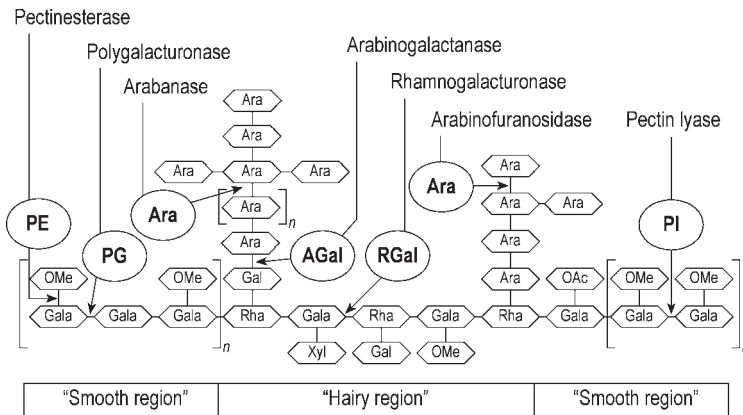 Pectinesterase
Polygalacturonase
Arabinogalactanase
Arabanase
Rhamnogalacturonase
Arabinofuranosidase
Pectin lyase
Ara
Ara
Ara
Ara Ara Ara
Ara
Ara Ara
Ara n
Ara
Ara Ara
PE
PG
Ara
AGal
RGal
PI
Ara
Ara
OMe OMe Gal OAc OMe OMe
Gala Gala Gala Rha Gala Rha Gala Rha Gala Gala Gala
n
Xyl Gal OMe
"Smooth region" "Hairy region" "Smooth region"